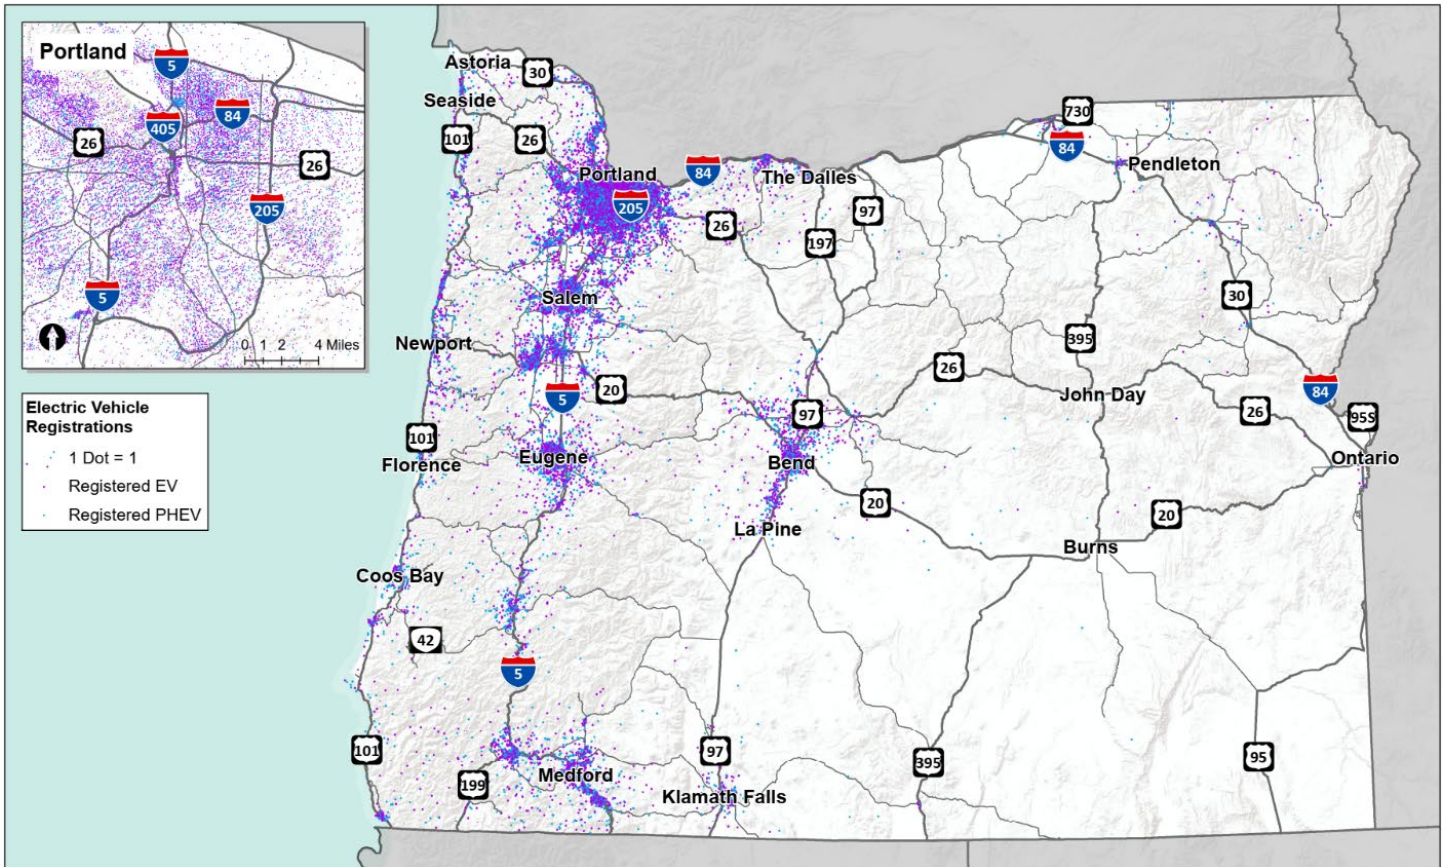 Portland
5
405
84
26
26
205
5
0 1 2 4 Miles
Electric Vehicle
Registrations
1 Dot = 1
Registered EV
Registered PHEV
Astoria
30
Seaside
101
26
730
84
Pendleton
Portland
84
The Dalles
205
26
97
197
Salem
30
Newport
395
20
26
84
5
John Day
97
26
95S
101
Florence
Eugene
Bend
Ontario
20
20
La Pine
Burns
Coos Bay
42
5
101
97
395
95
199
Medford
Klamath Falls